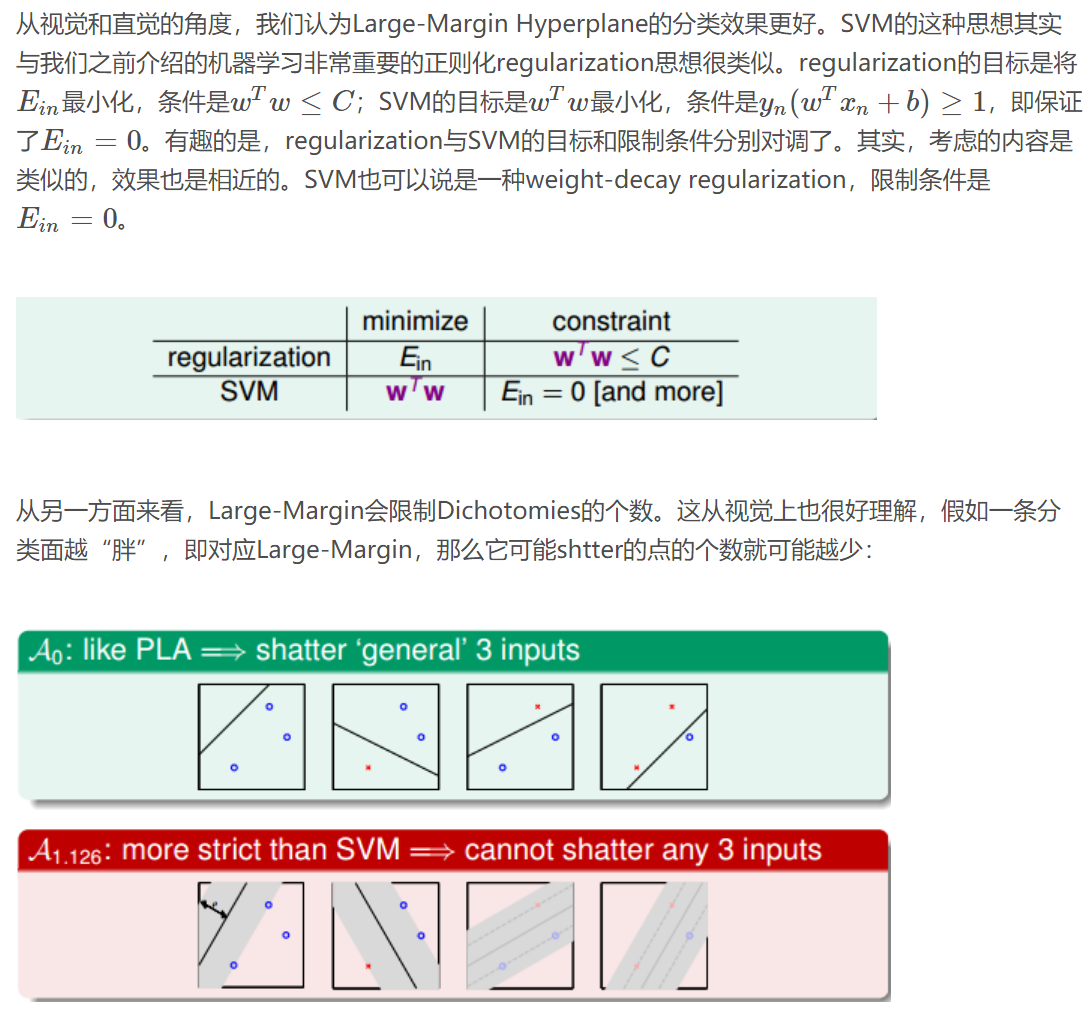 从视觉和直觉的角度，我们认为Large-Margin Hyperplane的分类效果更好。SVM的这种思想其实
与我们之前介绍的机器学习非常重要的正则化regularization思想很类似。regularization的目标是将
$E_{in}$最小化，条件是$w^Tw \leq C$；SVM的目标是$w^Tw$最小化，条件是$y_n(w^Tx_n + b) \geq 1$，即保证
了$E_{in} = 0$。有趣的是，regularization与SVM的目标和限制条件分别对调了。其实，考虑的内容是
类似的，效果也是相近的。SVM也可以说是一种weight-decay regularization，限制条件是
$E_{in} = 0$。
minimize constraint
regularization $E_{in}$ $\mathbf{w}^T\mathbf{w} \leq C$
SVM $\mathbf{w}^T\mathbf{w}$ $E_{in} = 0$ [and more]
从另一方面来看，Large-Margin会限制Dichotomies的个数。这从视觉上也很好理解，假如一条分
类面越“胖”，即对应Large-Margin，那么它可能shtter的点的个数就可能越少：
$\mathcal{A}_0$: like PLA ⟹ shatter ‘general’ 3 inputs
$\mathcal{A}_{1.126}$: more strict than SVM ⟹ cannot shatter any 3 inputs